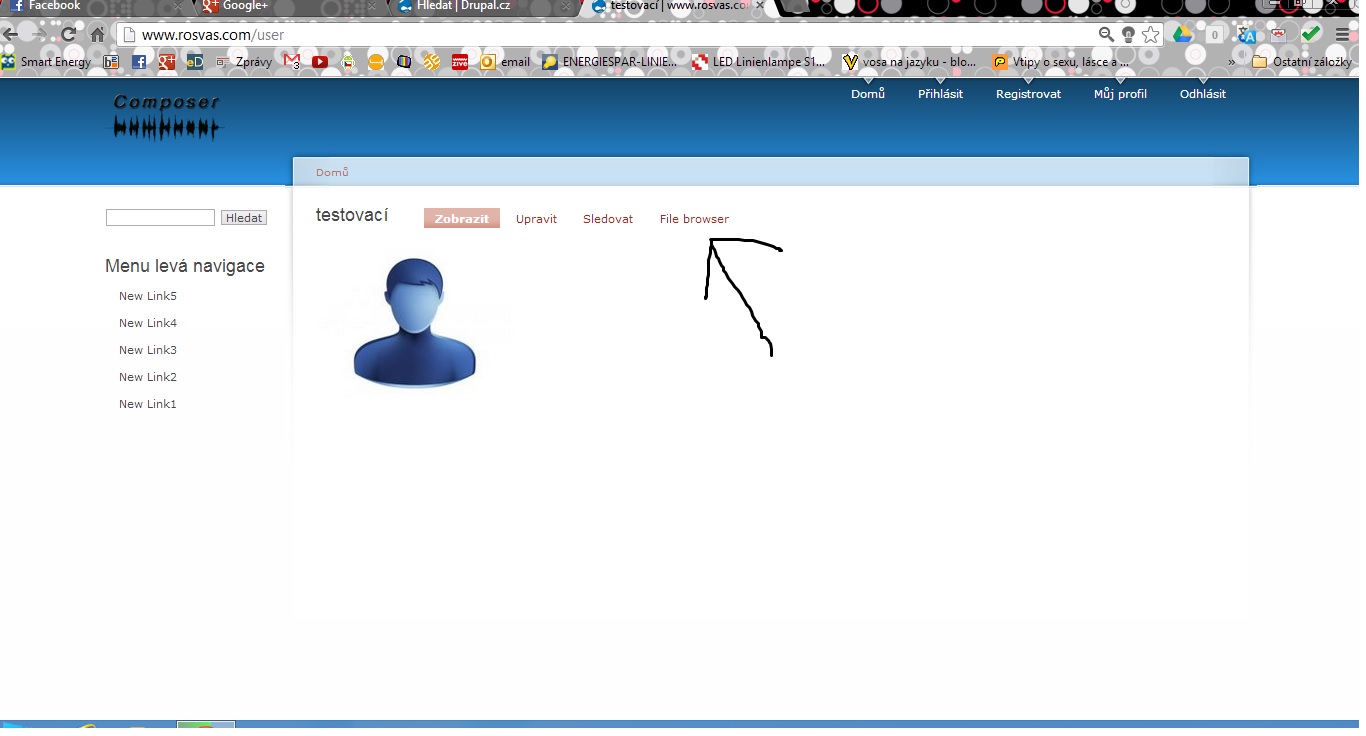 Facebook
Google+
Hledat | Drupal.cz
testovací | www.rosvas.co
www.rosvas.com/user
0
Smart Energy
eD
Zprávy
3
živě
email
ENERGIESPAR-LINIE...
LED Linienlampe S1...
vosa na jazyku - blo...
Vtipy o sexu, lásce a ...
»
Ostatní záložky
Composer
Domů
Přihlásit
Registrovat
Můj profil
Odhlásit
Domů
Hledat
testovací
Zobrazit
Upravit
Sledovat
File browser
Menu levá navigace
New Link5
New Link4
New Link3
New Link2
New Link1